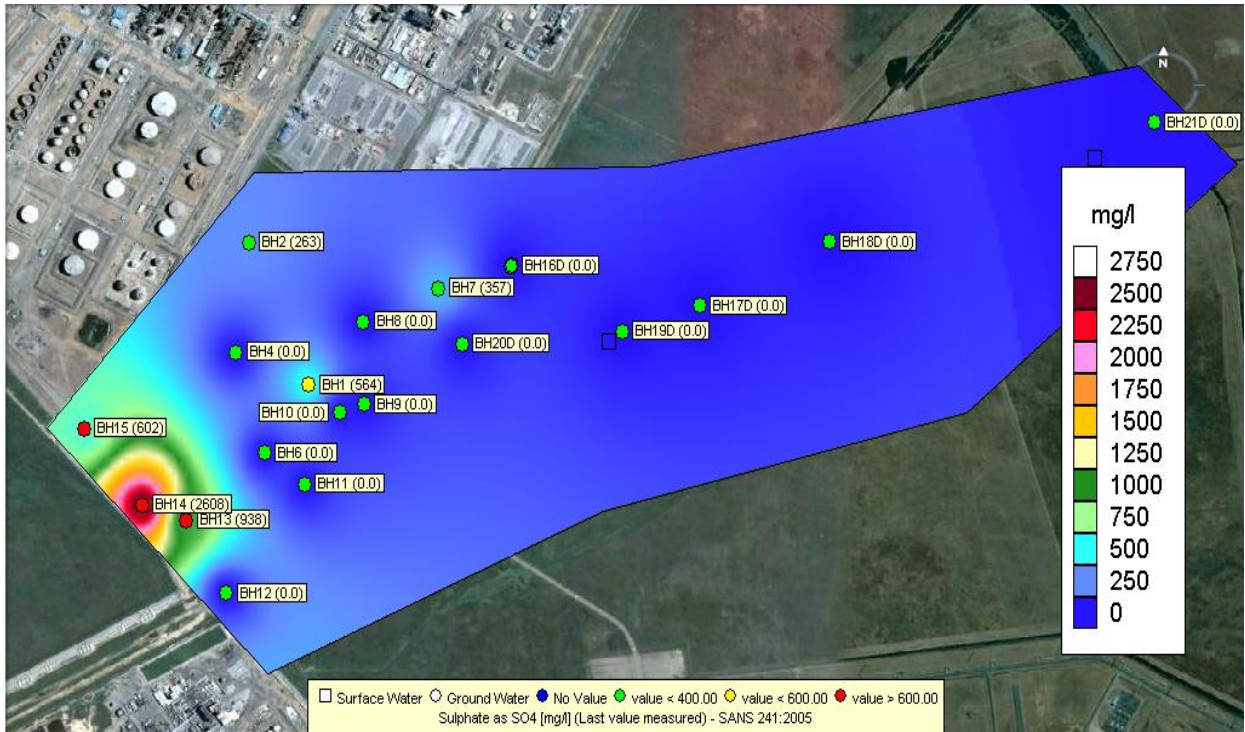 N
BH21D (0.0)
BH2 (263)
BH18D (0.0)
BH16D (0.0)
BH7 (357)
BH17D (0.0)
BH8 (0.0)
BH19D (0.0)
BH20D (0.0)
BH4 (0.0)
BH1 (564)
BH9 (0.0)
BH10 (0.0)
BH15 (602)
BH6 (0.0)
BH11 (0.0)
BH14 (2608)
BH13 (938)
BH12 (0.0)
mg/l
2750
2500
2250
2000
1750
1500
1250
1000
750
500
250
0
Surface Water Ground Water No Value value < 400.00 value < 600.00 value > 600.00
Sulphate as SO4 [mg/l] (Last value measured) - SANS 241:2005